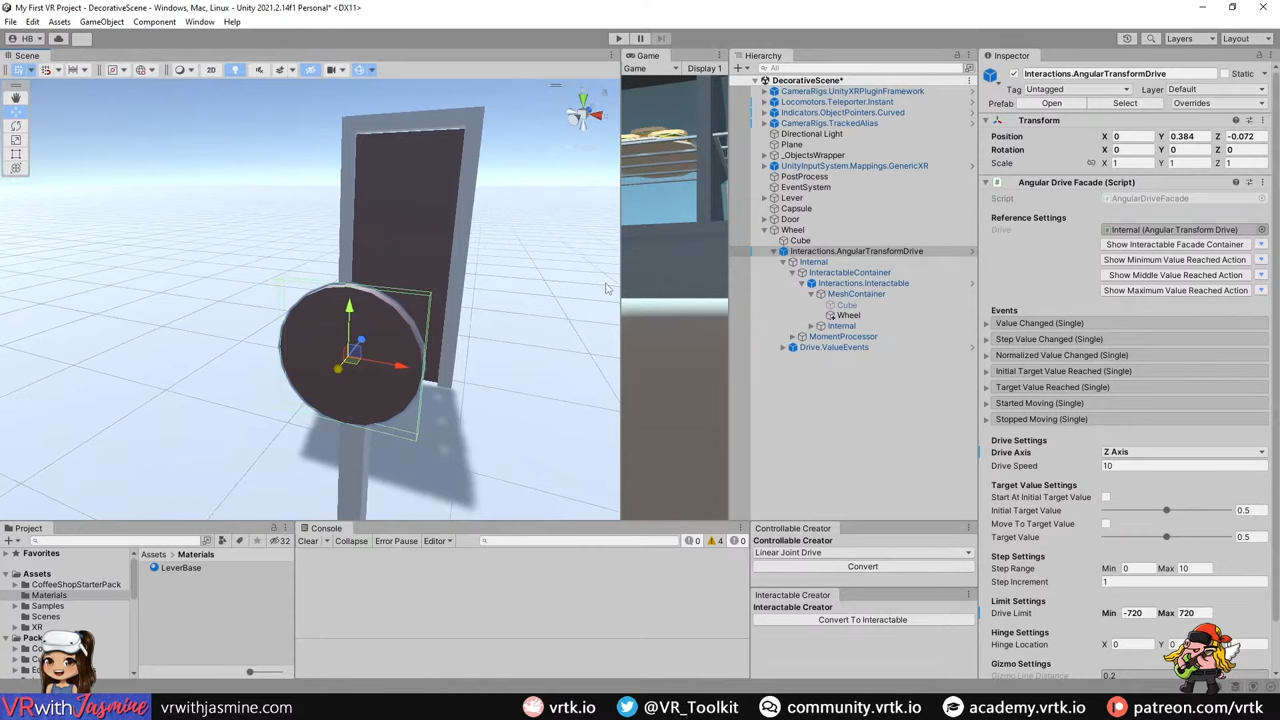 My First VR Project - DecorativeScene - Windows, Mac, Linux - Unity 2021.2.14f1 Personal* <DX11>
File Edit Assets GameObject Component Window Help
HB
Layers Layout
Scene
2D
Game
Game Display 1
Hierarchy
All
DecorativeScene*
CameraRigs.UnityXRPluginFramework
Locomotors.Teleporter.Instant
Indicators.ObjectPointers.Curved
CameraRigs.TrackedAlias
Directional Light
Plane
_ObjectsWrapper
UnityInputSystem.Mappings.GenericXR
PostProcess
EventSystem
Lever
Capsule
Door
Wheel
Cube
Interactions.AngularTransformDrive
Internal
InteractableContainer
Interactions.Interactable
MeshContainer
Cube
Wheel
Internal
MomentProcessor
Drive.ValueEvents
Inspector
Interactions.AngularTransformDrive Static
Tag Untagged Layer Default
Prefab Open Select Overrides
Transform
Position X 0 Y 0.384 Z -0.072
Rotation X 0 Y 0 Z 0
Scale X 1 Y 1 Z 1
Angular Drive Facade (Script)
Script AngularDriveFacade
Reference Settings
Drive Internal (Angular Transform Drive)
Show Interactable Facade Container
Show Minimum Value Reached Action
Show Middle Value Reached Action
Show Maximum Value Reached Action
Events
Value Changed (Single)
Step Value Changed (Single)
Normalized Value Changed (Single)
Initial Target Value Reached (Single)
Target Value Reached (Single)
Started Moving (Single)
Stopped Moving (Single)
Drive Settings
Drive Axis Z Axis
Drive Speed 10
Target Value Settings
Start At Initial Target Value
Initial Target Value 0.5
Move To Target Value
Target Value 0.5
Step Settings
Step Range Min 0 Max 10
Step Increment 1
Limit Settings
Drive Limit Min -720 Max 720
Hinge Settings
Hinge Location X 0 Y 0
Gizmo Settings
Gizmo Line Distance 0.2
Project
32
Favorites
Assets
CoffeeShopStarterPack
Materials
Samples
Scenes
XR
Assets > Materials
LeverBase
Console
Clear Collapse Error Pause Editor 0 4 0
Controllable Creator
Controllable Creator
Linear Joint Drive
Convert
Interactable Creator
Interactable Creator
Convert To Interactable
VRwithJasmine vrwithjasmine.com vrtk.io @VR_Toolkit community.vrtk.io academy.vrtk.io patreon.com/vrtk